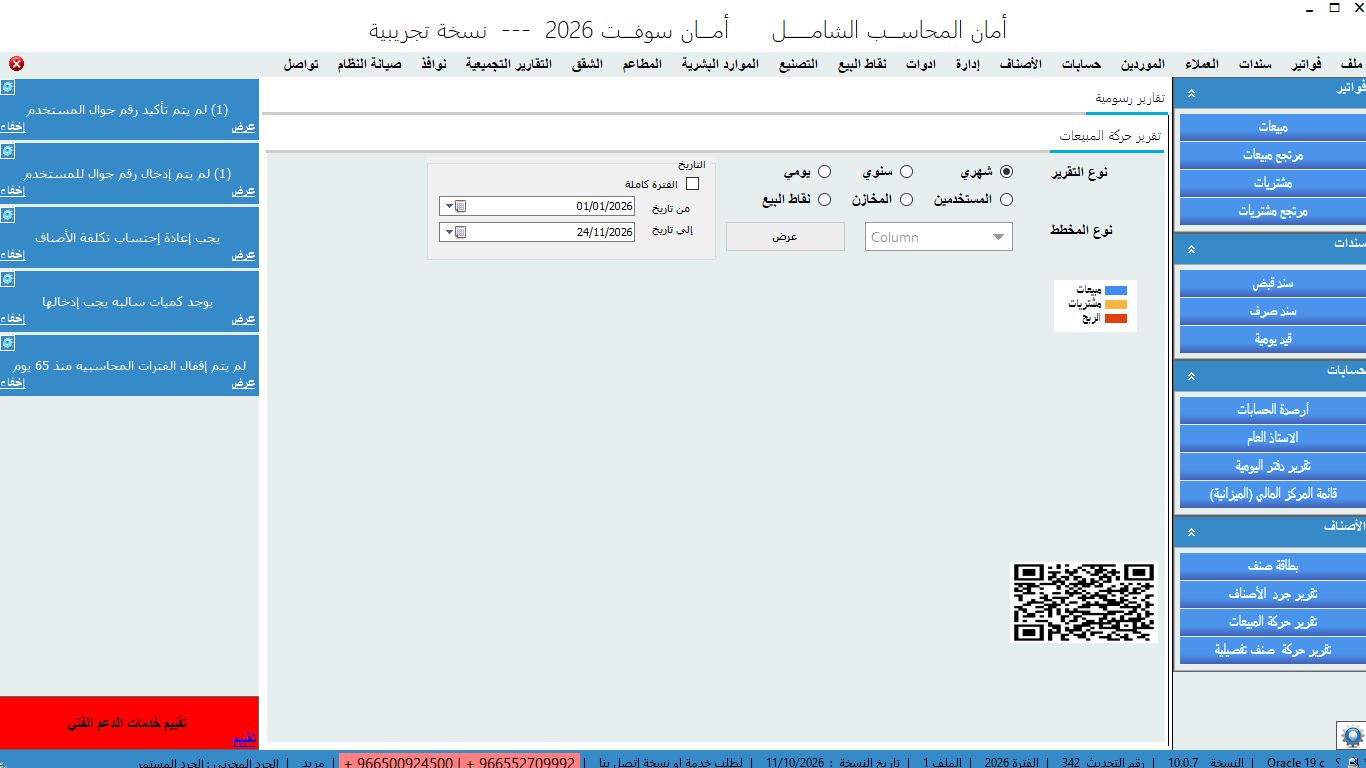 أمان المحاســب الشامــــل أمــان سوفــت 2026 --- نسخة تجريبية
ملف فواتير سندات العملاء الموردين حسابات الأصناف إدارة ادوات نقاط البيع التصنيع الموارد البشرية المطاعم الشقق التقارير التجميعية نوافذ صيانة النظام تواصل
فواتير
مبيعات
مرتجع مبيعات
مشتريات
مرتجع مشتريات
سندات
سند قبض
سند صرف
قيد يومية
حسابات
أرصدة الحسابات
الاستاذ العام
تقرير دفتر اليومية
قائمة المركز المالي (الميزانية)
الأصناف
بطاقة صنف
تقرير جرد الأصناف
تقرير حركة المبيعات
تقرير حركة صنف تفصيلية
تقارير رسومية
تقرير حركة المبيعات
نوع التقرير
شهري سنوي يومي
المستخدمين المخازن نقاط البيع
نوع المخطط
Column
عرض
التاريخ
الفترة كاملة
من تاريخ 01/01/2026
إلى تاريخ 24/11/2026
مبيعات
مشتريات
الربح
(1) لم يتم تأكيد رقم جوال المستخدم
عرض إخفاء
(1) لم يتم إدخال رقم جوال للمستخدم
عرض إخفاء
يجب إعادة إحتساب تكلفة الأصناف
عرض إخفاء
يوجد كميات سالبه يجب إدخالها
عرض إخفاء
لم يتم إقفال الفترات المحاسبيه منذ 65 يوم
عرض إخفاء
تقييم خدمات الدعم الفني
تقييم
؟ Oracle 19 c | النسخة 10.0.7 | رقم التحديث 342 | الفترة 2026 | الملف 1 | تاريخ النسخة : 11/10/2026 | لطلب خدمة او نسخة إتصل بنا | + 966552709992 | + 966500924500 | مزيد | الجرد المخزني : الجرد المستمر